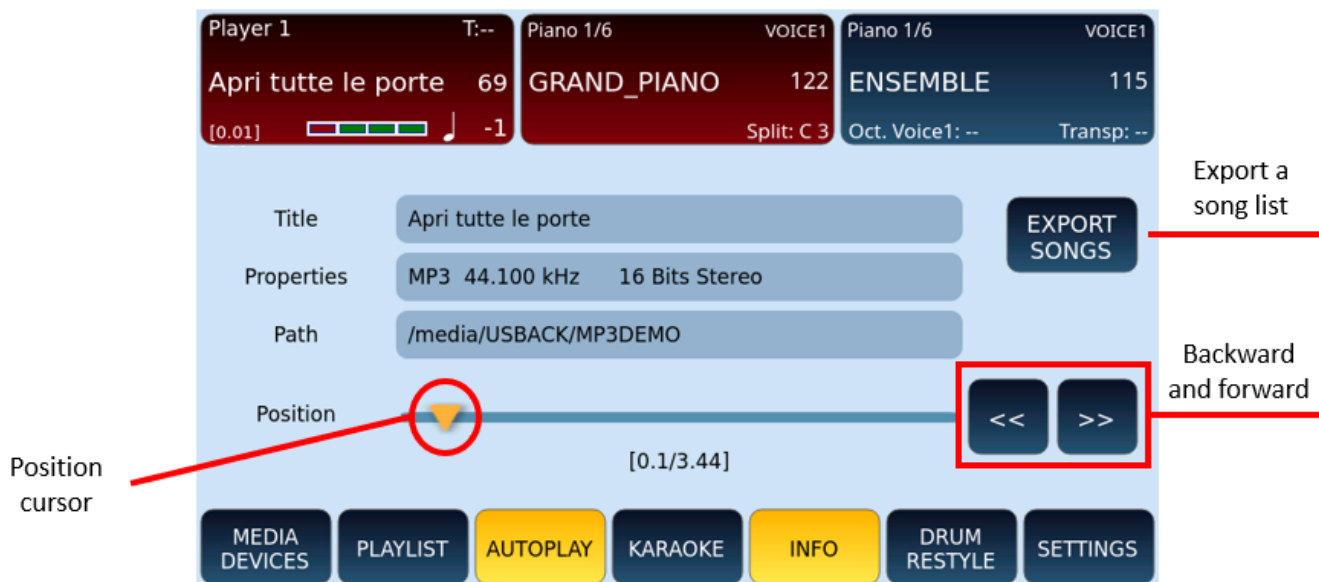 Player 1 T:--
Apri tutte le porte 69
[0.01] -1
Piano 1/6 VOICE1
GRAND_PIANO 122
Split: C 3
Piano 1/6 VOICE1
ENSEMBLE 115
Oct. Voice1: -- Transp: --
Export a
song list
Title Apri tutte le porte
EXPORT
SONGS
Properties MP3 44.100 kHz 16 Bits Stereo
Path /media/USBACK/MP3DEMO
Backward
and forward
Position << >>
[0.1/3.44]
Position
cursor
MEDIA
DEVICES
PLAYLIST
AUTOPLAY
KARAOKE
INFO
DRUM
RESTYLE
SETTINGS